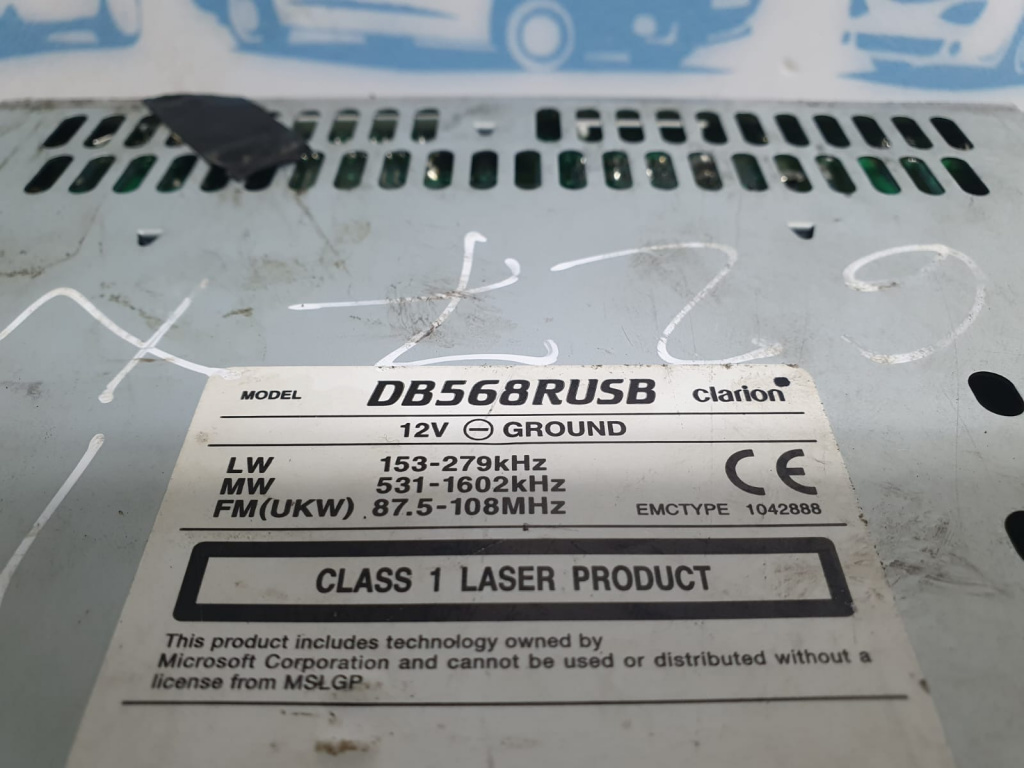 MODEL DB568RUSB clarion
12V ⊖ GROUND
LW 153-279kHz
MW 531-1602kHz
FM(UKW) 87.5-108MHz
CE
EMCTYPE 1042888
CLASS 1 LASER PRODUCT
This product includes technology owned by
Microsoft Corporation and cannot be used or distributed without a
license from MSLGP